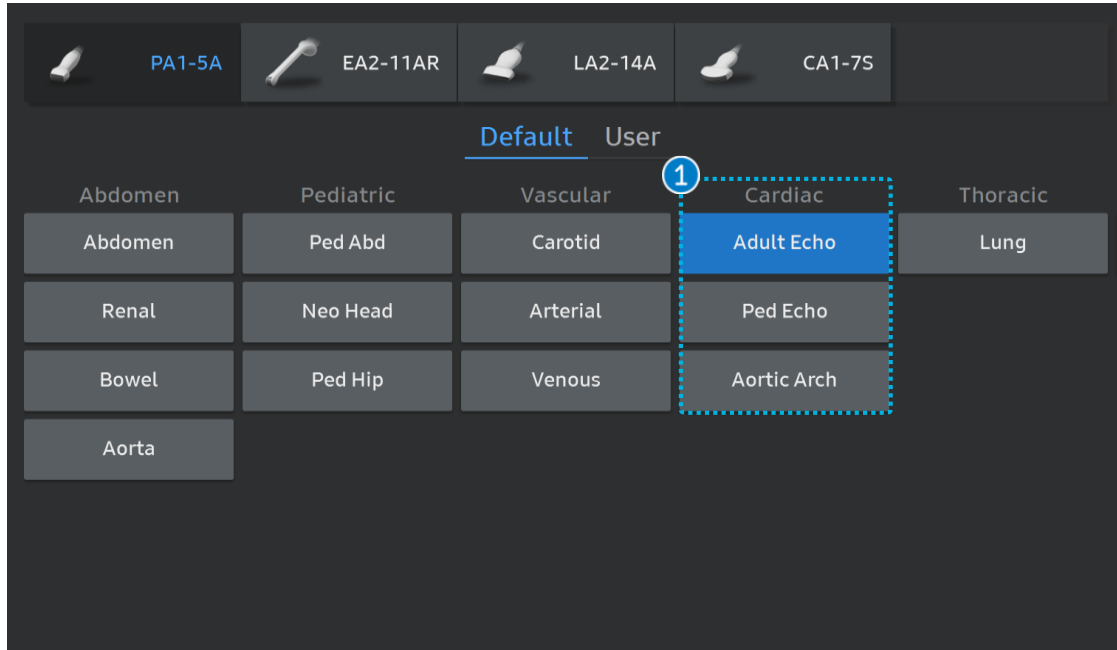 PA1-5A EA2-11AR LA2-14A CA1-7S
Default User
1
Abdomen Pediatric Vascular Cardiac Thoracic
Abdomen Ped Abd Carotid Adult Echo Lung
Renal Neo Head Arterial Ped Echo
Bowel Ped Hip Venous Aortic Arch
Aorta